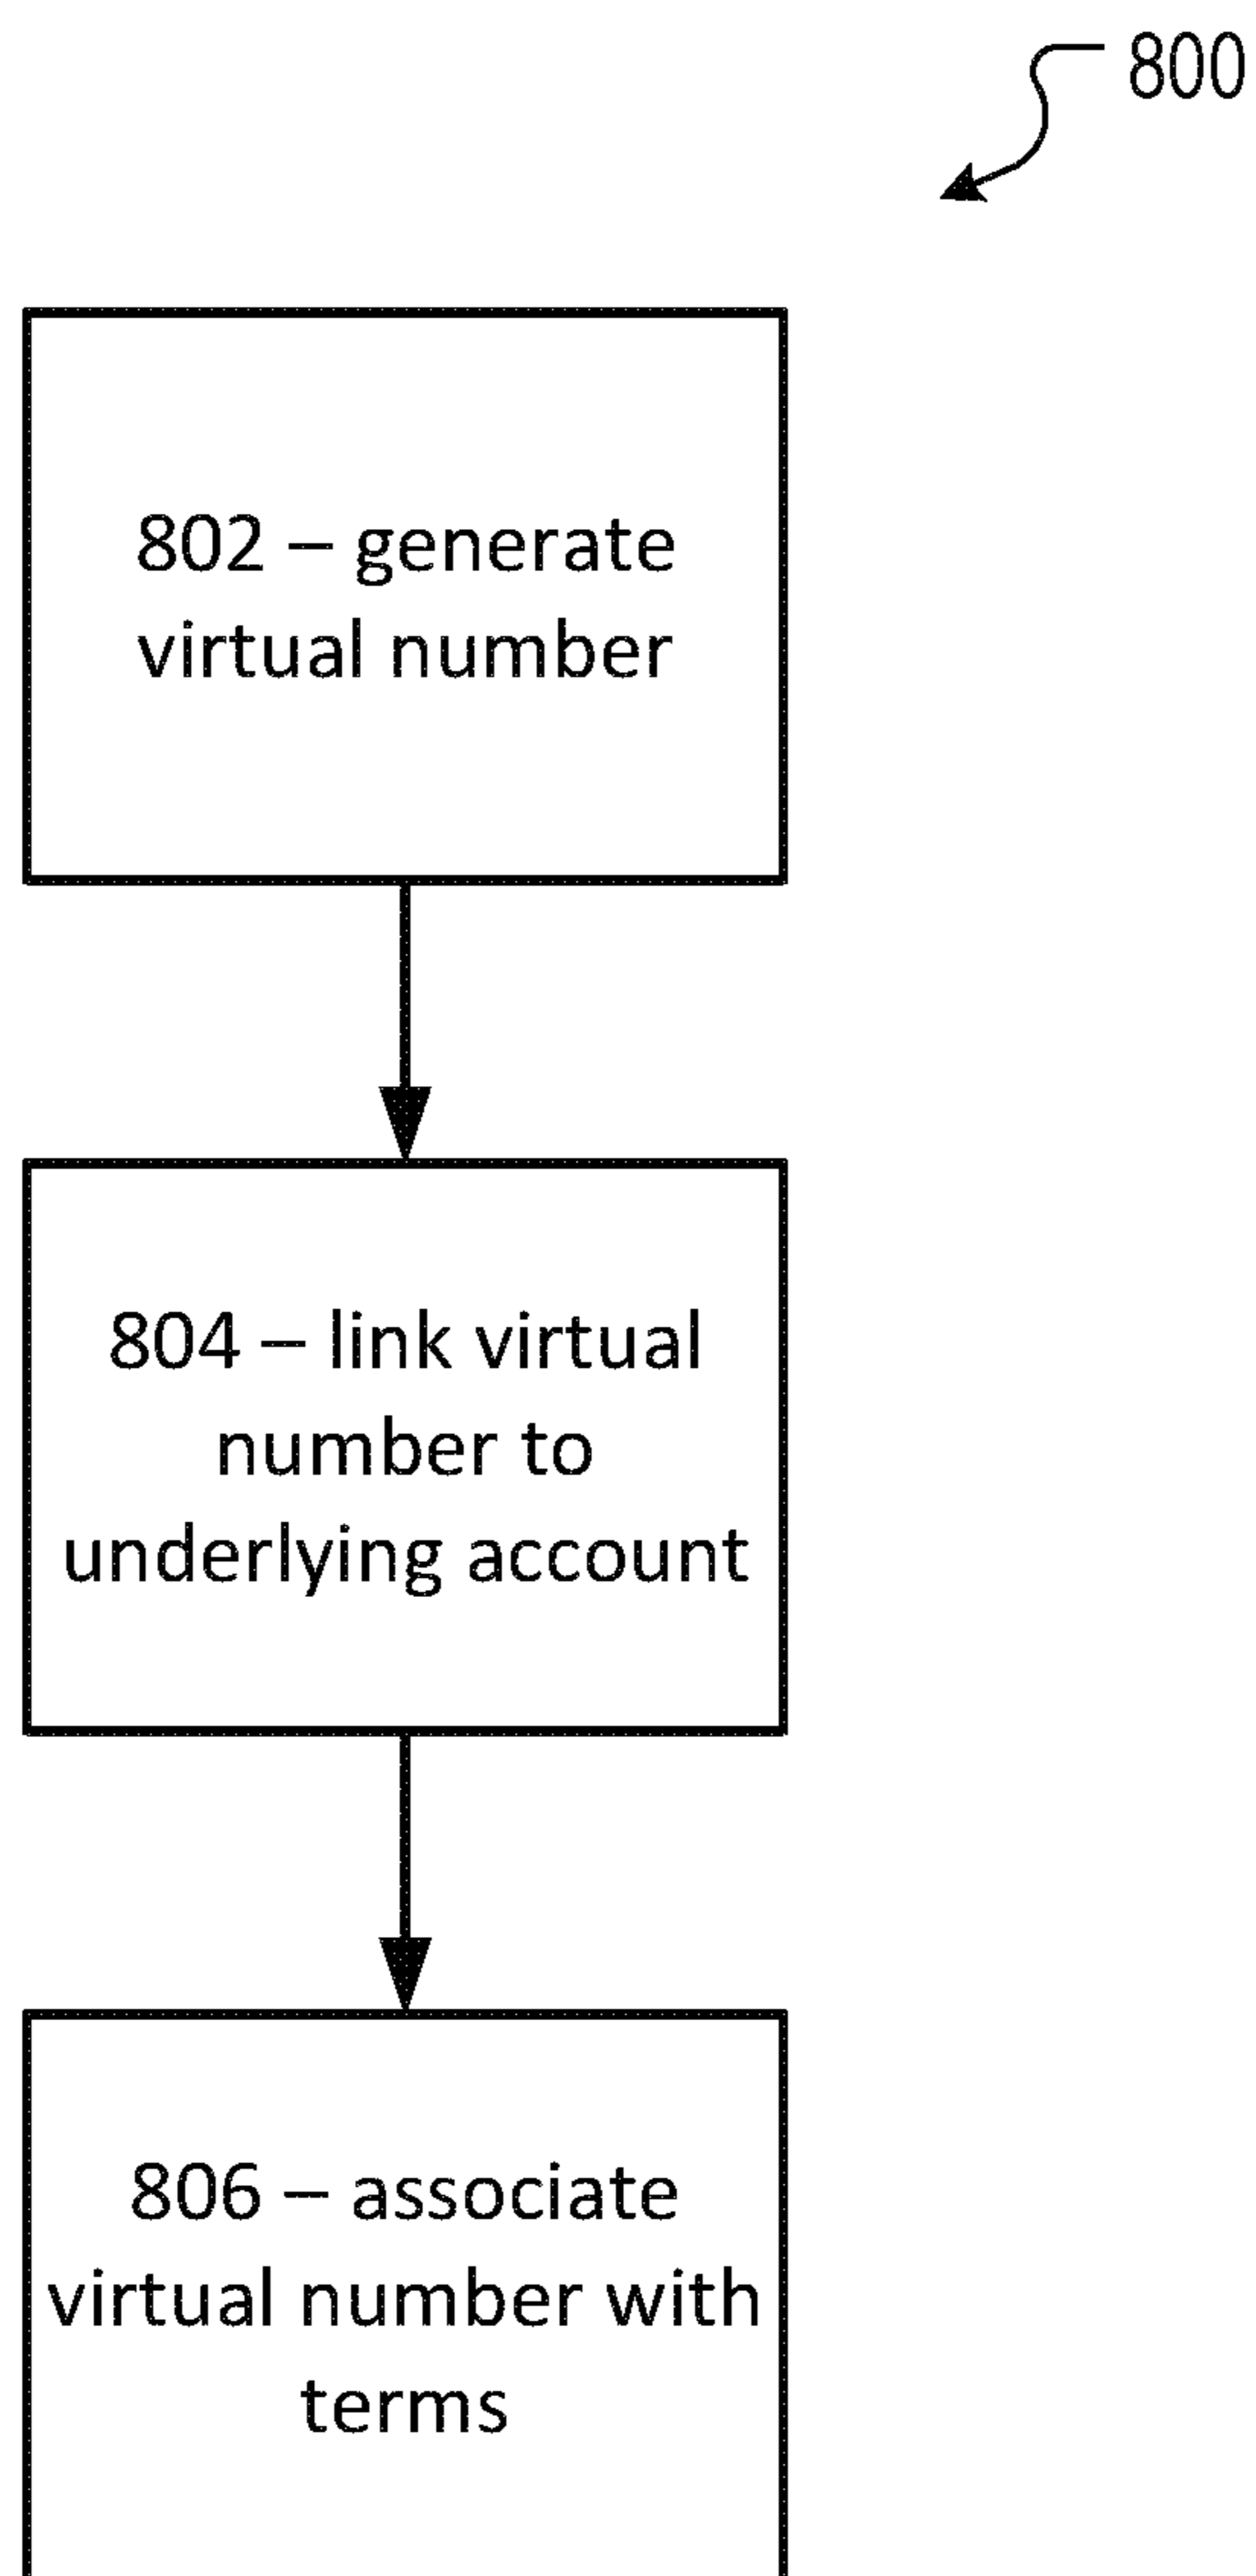 800
802 – generate
virtual number
804 – link virtual
number to
underlying account
806 – associate
virtual number with
terms